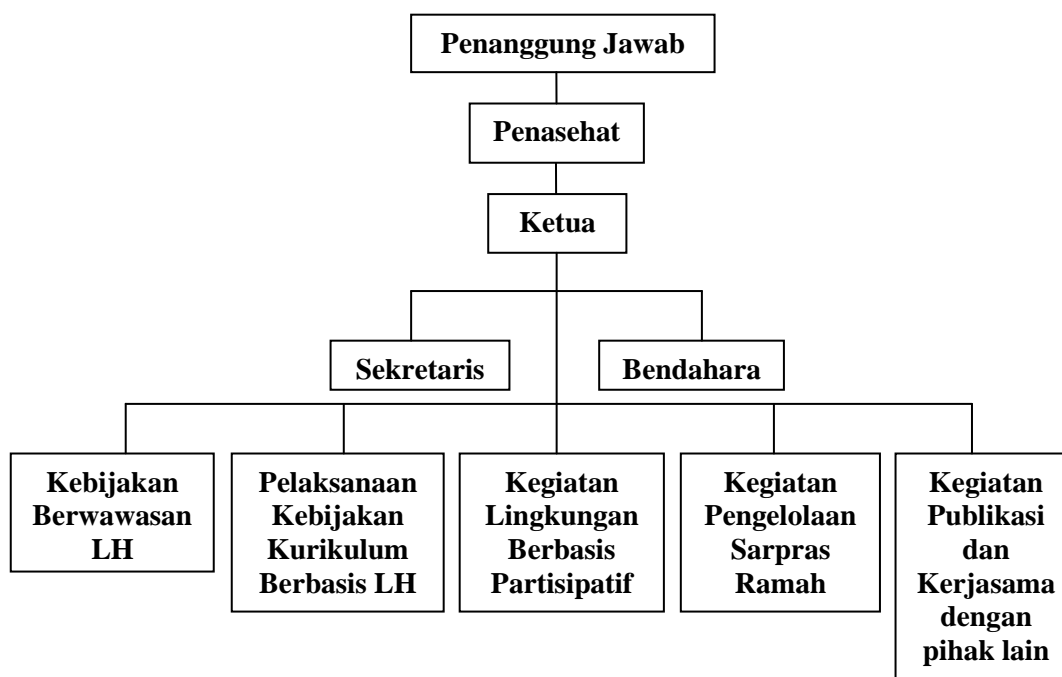 Penanggung Jawab
Penasehat
Ketua
Sekretaris
Bendahara
Kebijakan
Berwawasan
LH
Pelaksanaan
Kebijakan
Kurikulum
Berbasis LH
Kegiatan
Lingkungan
Berbasis
Partisipatif
Kegiatan
Pengelolaan
Sarpras
Ramah
Kegiatan
Publikasi
dan
Kerjasama
dengan
pihak lain